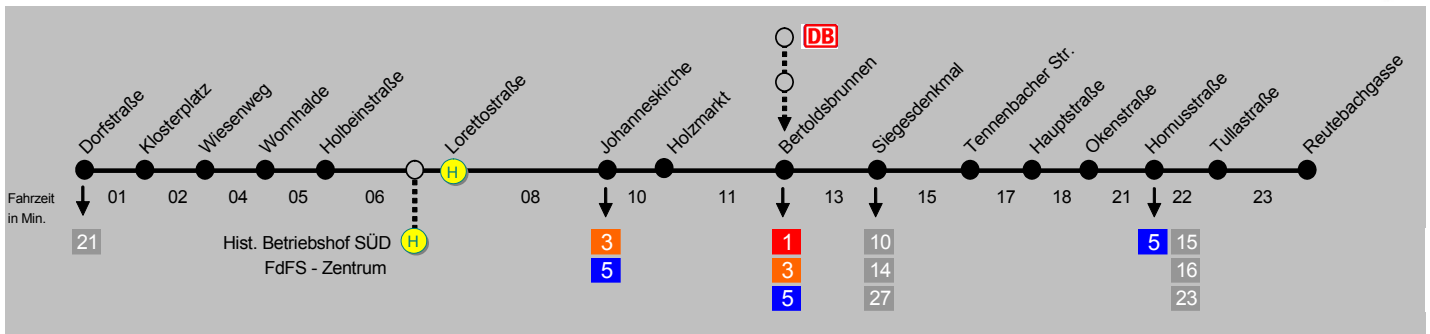 DB
Dorfstraße
Klosterplatz
Wiesenweg
Wonnhalde
Holbeinstraße
Lorettostraße
Johanneskirche
Holzmarkt
Bertoldsbrunnen
Siegesdenkmal
Tennenbacher Str.
Hauptstraße
Okenstraße
Hornusstraße
Tullastraße
Reutebachgasse
H
Fahrzeit
in Min.
01 02 04 05 06 08 10 11 13 15 17 18 21 22 23
21
Hist. Betriebshof SÜD H
FdFS - Zentrum
3
5
1
3
5
10
14
27
5 15
16
23